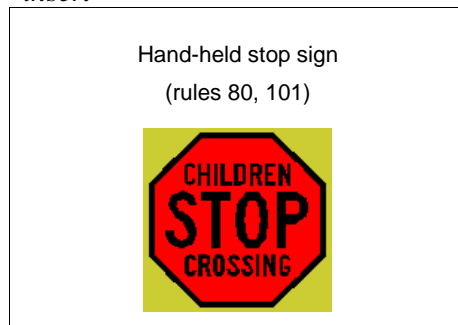 insert
Hand-held stop sign
(rules 80, 101)
CHILDREN
STOP
CROSSING